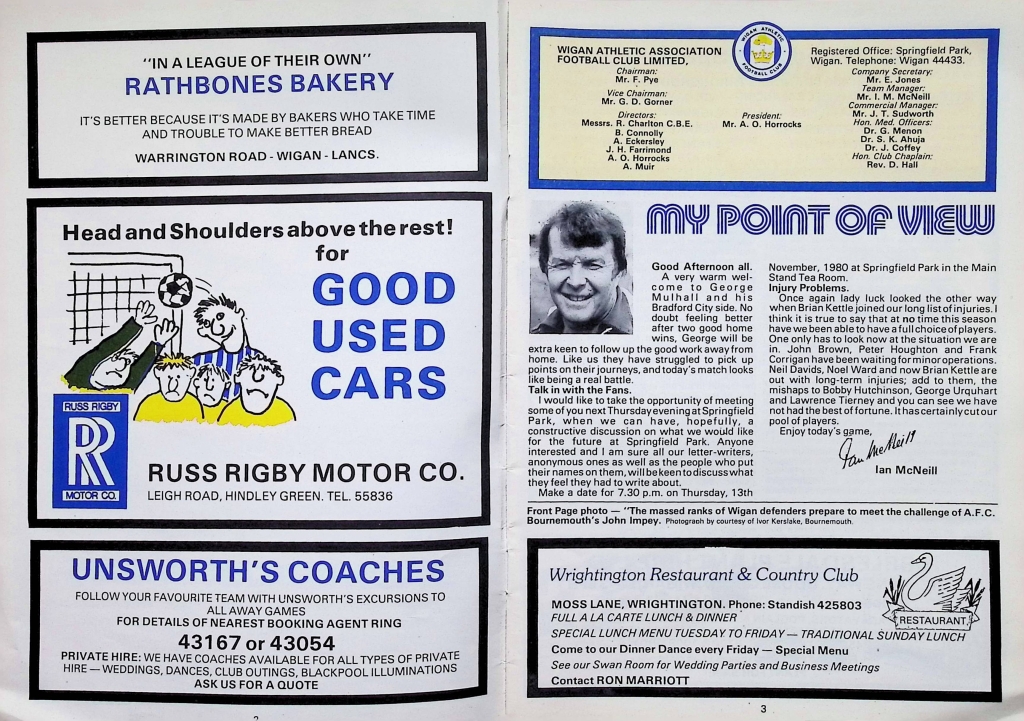 "IN A LEAGUE OF THEIR OWN"
RATHBONES BAKERY
IT'S BETTER BECAUSE IT'S MADE BY BAKERS WHO TAKE TIME
AND TROUBLE TO MAKE BETTER BREAD
WARRINGTON ROAD - WIGAN - LANCS.
Head and Shoulders above the rest!
for
GOOD
USED
CARS
RUSS RIGBY
RR
MOTOR CO.
RUSS RIGBY MOTOR CO.
LEIGH ROAD, HINDLEY GREEN. TEL. 55836
UNSWORTH'S COACHES
FOLLOW YOUR FAVOURITE TEAM WITH UNSWORTH'S EXCURSIONS TO
ALL AWAY GAMES
FOR DETAILS OF NEAREST BOOKING AGENT RING
43167 or 43054
PRIVATE HIRE: WE HAVE COACHES AVAILABLE FOR ALL TYPES OF PRIVATE
HIRE — WEDDINGS, DANCES, CLUB OUTINGS, BLACKPOOL ILLUMINATIONS
ASK US FOR A QUOTE
2
WIGAN ATHLETIC ASSOCIATION
FOOTBALL CLUB LIMITED,
Chairman:
Mr. F. Pye
Vice Chairman:
Mr. G. D. Gorner
Directors:
Messrs. R. Charlton C.B.E.
B. Connolly
A. Eckersley
J. H. Farrimond
A. O. Horrocks
A. Muir
WIGAN ATHLETIC
FOOTBALL CLUB
President:
Mr. A. O. Horrocks
Registered Office: Springfield Park,
Wigan. Telephone: Wigan 44433.
Company Secretary:
Mr. E. Jones
Team Manager:
Mr. I. M. McNeill
Commercial Manager:
Mr. J. T. Sudworth
Hon. Med. Officers:
Dr. G. Menon
Dr. S. K. Ahuja
Dr. J. Coffey
Hon. Club Chaplain:
Rev. D. Hall
MY POINT OF VIEW
Good Afternoon all.
A very warm wel-
come to George
Mulhall and his
Bradford City side. No
doubt feeling better
after two good home
wins, George will be
extra keen to follow up the good work away from
home. Like us they have struggled to pick up
points on their journeys, and today's match looks
like being a real battle.
Talk in with the Fans.
I would like to take the opportunity of meeting
some of you next Thursday evening at Springfield
Park, when we can have, hopefully, a
constructive discussion on what we would like
for the future at Springfield Park. Anyone
interested and I am sure all our letter-writers,
anonymous ones as well as the people who put
their names on them, will be keen to discuss what
they feel they had to write about.
Make a date for 7.30 p.m. on Thursday, 13th
November, 1980 at Springfield Park in the Main
Stand Tea Room.
Injury Problems.
Once again lady luck looked the other way
when Brian Kettle joined our long list of injuries. I
think it is true to say that at no time this season
have we been able to have a full choice of players.
One only has to look now at the situation we are
in. John Brown, Peter Houghton and Frank
Corrigan have been waiting for minor operations.
Neil Davids, Noel Ward and now Brian Kettle are
out with long-term injuries; add to them, the
mishaps to Bobby Hutchinson, George Urquhart
and Lawrence Tierney and you can see we have
not had the best of fortune. It has certainly cut our
pool of players.
Enjoy today's game,
Ian McNeill
Ian McNeill
Front Page photo — "The massed ranks of Wigan defenders prepare to meet the challenge of A.F.C.
Bournemouth's John Impey. Photograph by courtesy of Ivor Kerslake, Bournemouth.
Wrightington Restaurant & Country Club
MOSS LANE, WRIGHTINGTON. Phone: Standish 425803
FULL A LA CARTE LUNCH & DINNER
SPECIAL LUNCH MENU TUESDAY TO FRIDAY — TRADITIONAL SUNDAY LUNCH
Come to our Dinner Dance every Friday — Special Menu
See our Swan Room for Wedding Parties and Business Meetings
Contact RON MARRIOTT
RESTAURANT
3